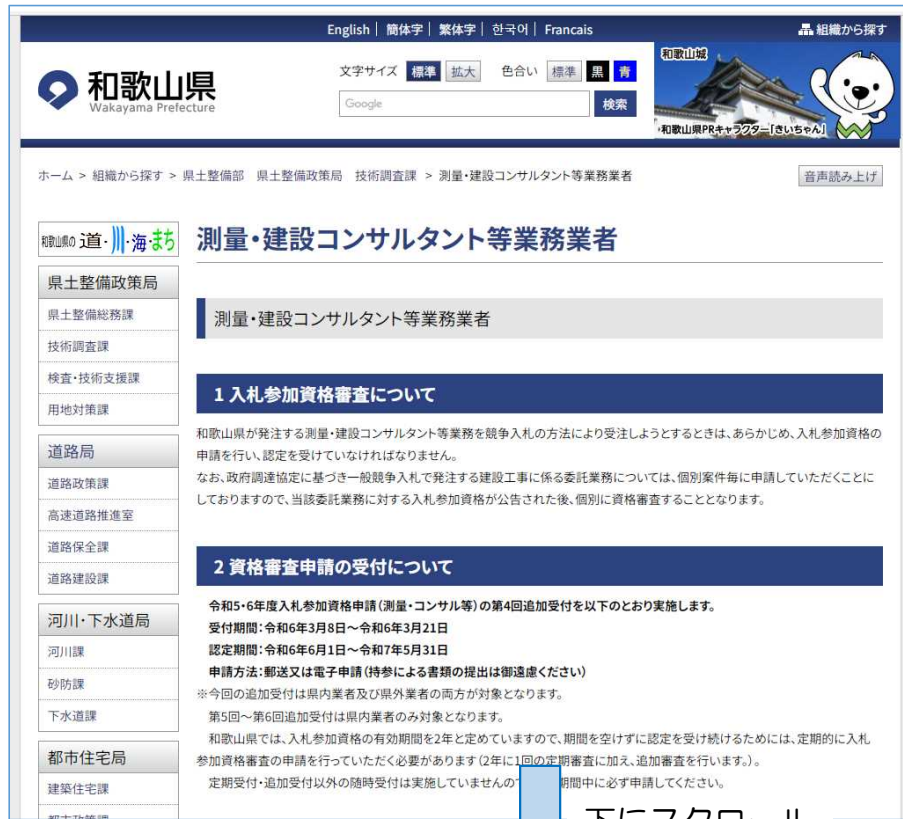 English│ 簡体字│ 繁体字│ 한국어│ Francais
組織から探す
和歌山県
Wakayama Prefecture
文字サイズ 標準 拡大 色合い 標準 黒 青
Google 検索
和歌山城
和歌山県PRキャラクター「きいちゃん」
ホーム > 組織から探す > 県土整備部 県土整備政策局 技術調査課 > 測量・建設コンサルタント等業務業者
音声読み上げ
和歌山県の 道・川・海・まち
県土整備政策局
県土整備総務課
技術調査課
検査・技術支援課
用地対策課
道路局
道路政策課
高速道路推進室
道路保全課
道路建設課
河川・下水道局
河川課
砂防課
下水道課
都市住宅局
建築住宅課
測量・建設コンサルタント等業務業者
測量・建設コンサルタント等業務業者
1 入札参加資格審査について
和歌山県が発注する測量・建設コンサルタント等業務を競争入札の方法により受注しようとするときは、あらかじめ、入札参加資格の
申請を行い、認定を受けていなければなりません。
なお、政府調達協定に基づき一般競争入札で発注する建設工事に係る委託業務については、個別案件毎に申請していただくことに
しておりますので、当該委託業務に対する入札参加資格が公告された後、個別に資格審査することとなります。
2 資格審査申請の受付について
令和5・6年度入札参加資格申請（測量・コンサル等）の第4回追加受付を以下のとおり実施します。
受付期間：令和6年3月8日～令和6年3月21日
認定期間：令和6年6月1日～令和7年5月31日
申請方法：郵送又は電子申請（持参による書類の提出は御遠慮ください）
※今回の追加受付は県内業者及び県外業者の両方が対象となります。
第5回～第6回追加受付は県内業者のみ対象となります。
和歌山県では、入札参加資格の有効期間を2年と定めていますので、期間を空けずに認定を受け続けるためには、定期的に入札
参加資格審査の申請を行っていただく必要があります（2年に1回の定期審査に加え、追加審査を行います。）。
定期受付・追加受付以外の随時受付は実施していませんので 期間中に必ず申請してください。
下にスクロール